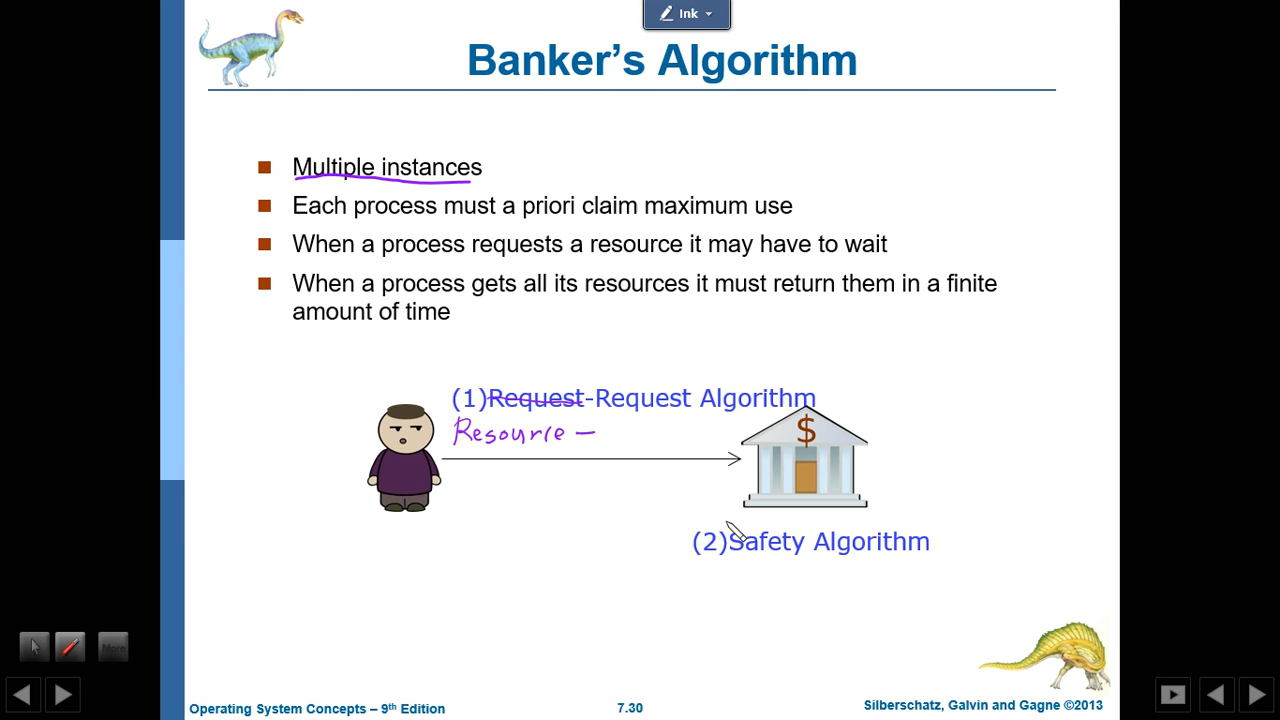 Ink
Banker's Algorithm
Multiple instances
Each process must a priori claim maximum use
When a process requests a resource it may have to wait
When a process gets all its resources it must return them in a finite
amount of time
(1)Request-Request Algorithm
Resource -
$
(2)Safety Algorithm
More
Operating System Concepts – 9th Edition
7.30
Silberschatz, Galvin and Gagne ©2013